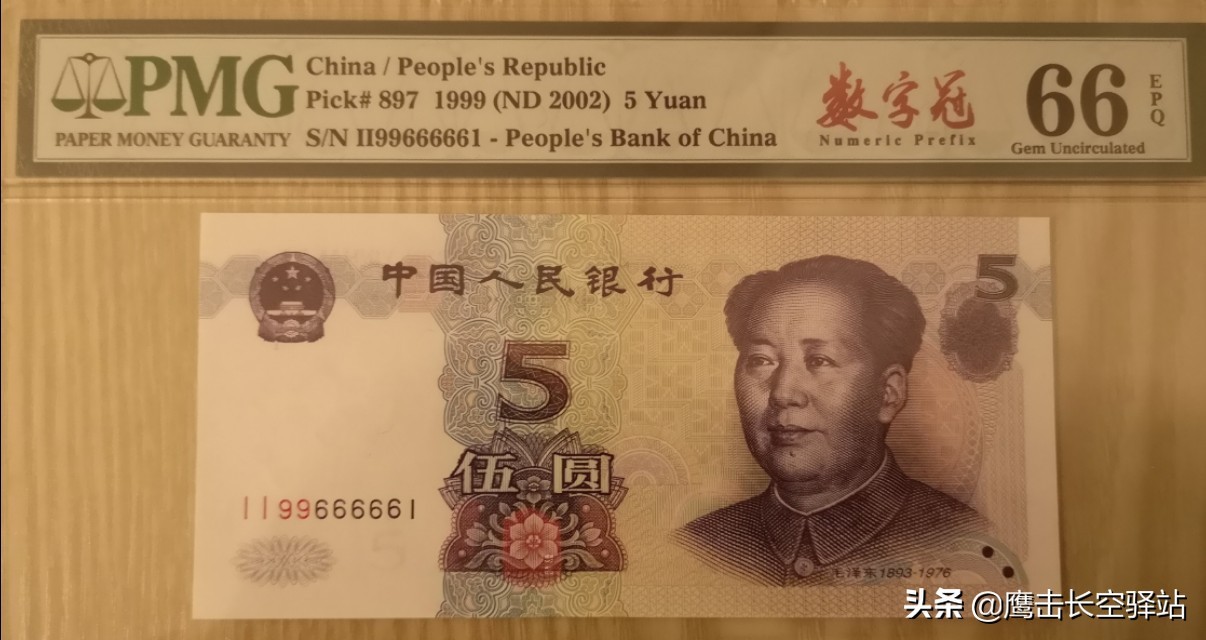 PMG
PAPER MONEY GUARANTY
China / People's Republic
Pick# 897 1999 (ND 2002) 5 Yuan
S/N II99666661 - People's Bank of China
数字冠
Numeric Prefix
66
EPQ
Gem Uncirculated
中国人民银行
5
5
伍圆
II99666661
毛泽东1893-1976
头条 @鹰击长空驿站